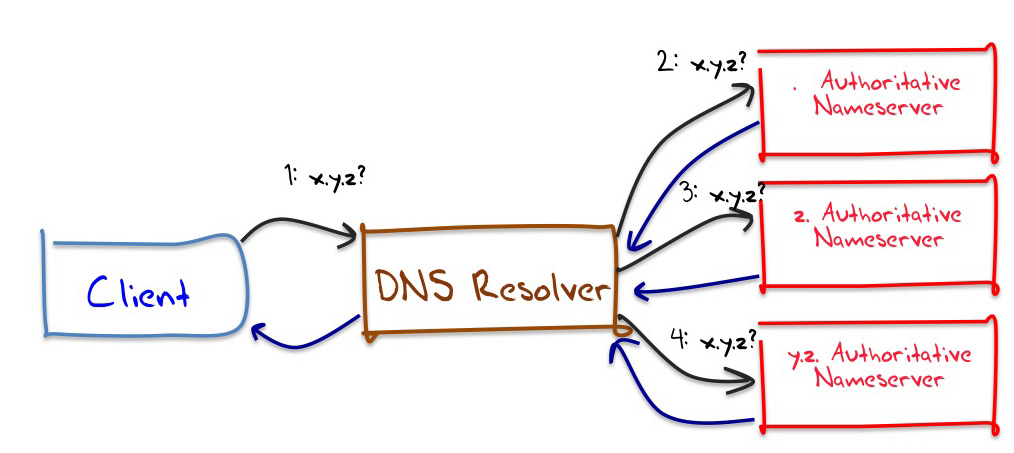 1: x.y.z?
Client
DNS Resolver
2: x.y.z?
. Authoritative
Nameserver
3: x.y.z?
z. Authoritative
Nameserver
4: x.y.z?
y.z. Authoritative
Nameserver